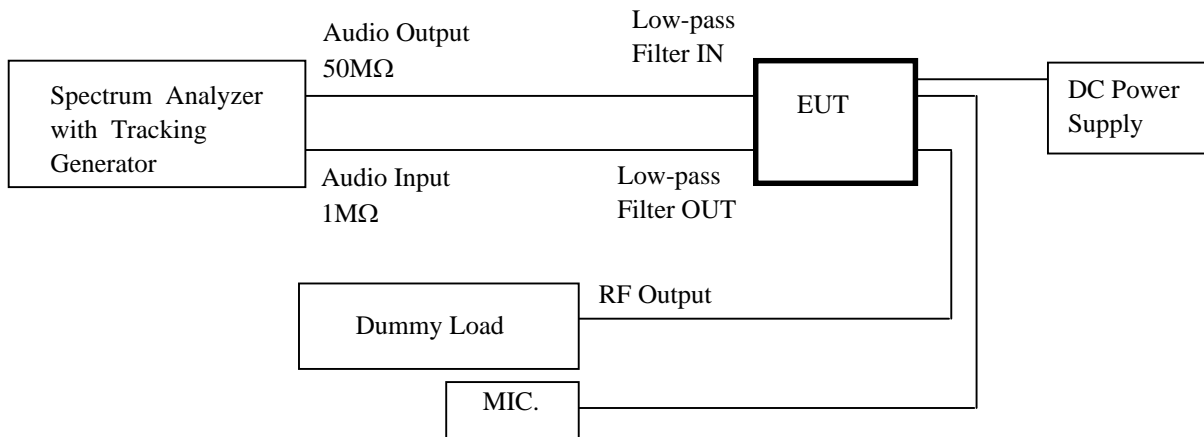 Audio Output
50MΩ
Low-pass
Filter IN
Spectrum Analyzer
with Tracking
Generator
EUT
DC Power
Supply
Audio Input
1MΩ
Low-pass
Filter OUT
RF Output
Dummy Load
MIC.